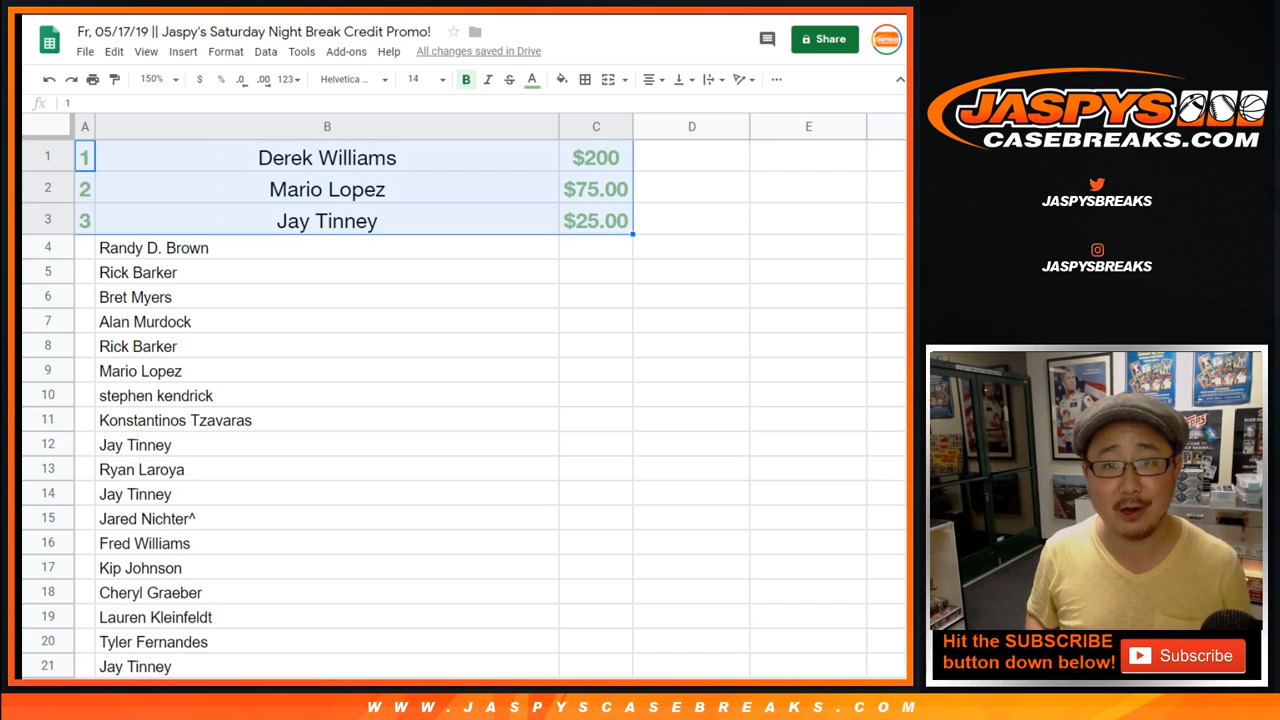 Fr, 05/17/19 || Jaspy's Saturday Night Break Credit Promo!
File Edit View Insert Format Data Tools Add-ons Help All changes saved in Drive
Share
150% $ % .0 .00 123 Helvetica ... 14 B I S A
fx 1
A B C D E
1 1 Derek Williams $200
2 2 Mario Lopez $75.00
3 3 Jay Tinney $25.00
4 Randy D. Brown
5 Rick Barker
6 Bret Myers
7 Alan Murdock
8 Rick Barker
9 Mario Lopez
10 stephen kendrick
11 Konstantinos Tzavaras
12 Jay Tinney
13 Ryan Laroya
14 Jay Tinney
15 Jared Nichter^
16 Fred Williams
17 Kip Johnson
18 Cheryl Graeber
19 Lauren Kleinfeldt
20 Tyler Fernandes
21 Jay Tinney
JASPYS
CASEBREAKS.COM
JASPYSBREAKS
JASPYSBREAKS
Hit the SUBSCRIBE
button down below!
Subscribe
WWW.JASPYSCASEBREAKS.COM